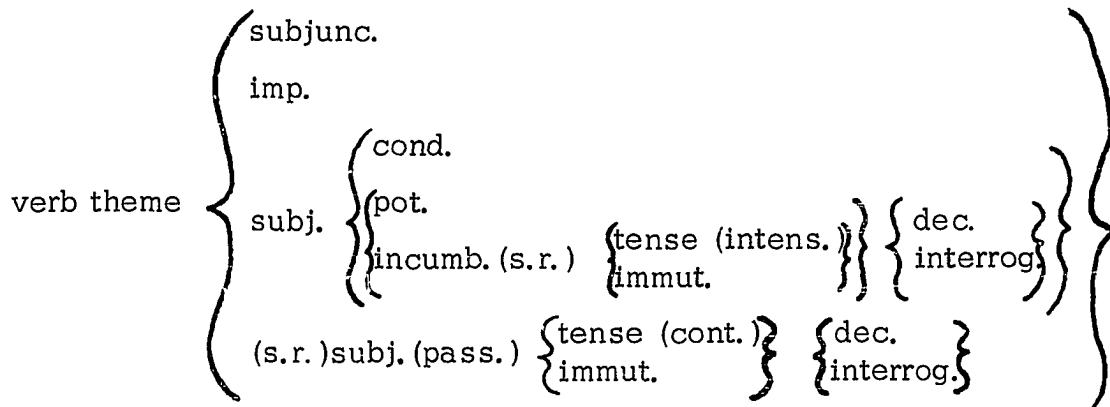 subjunc.
imp.
cond.
verb theme subj. pot.
incumb. (s.r.) tense (intens.) dec.
immut. interrog.
(s.r.)subj. (pass.) tense (cont.) dec.
immut. interrog.